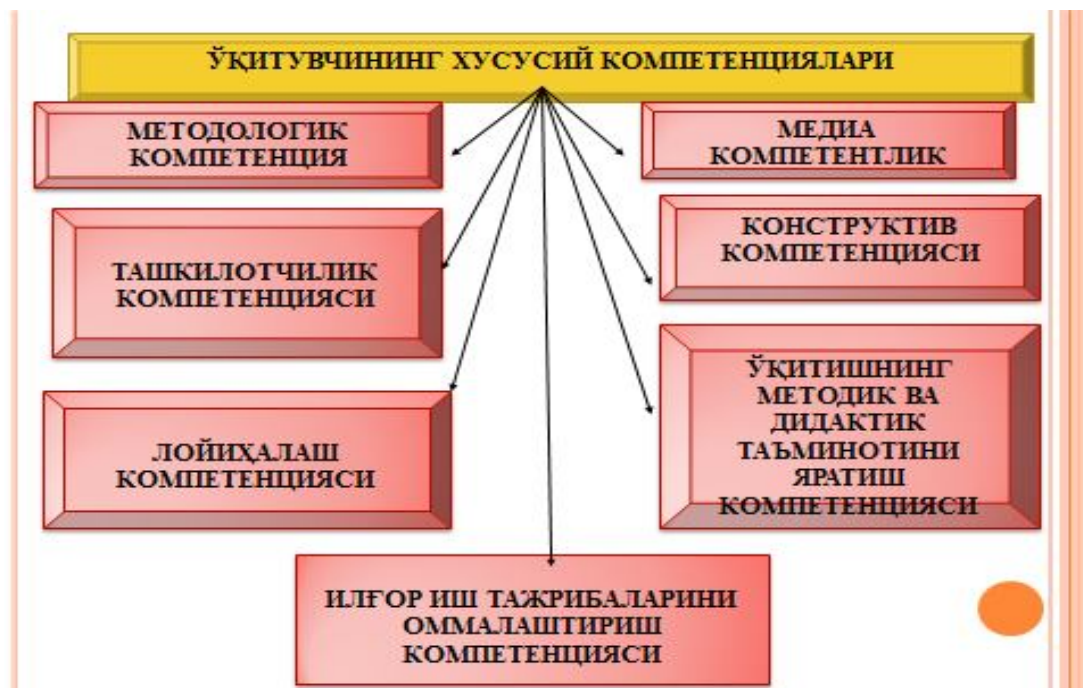 ЎҚИТУВЧИНИНГ ХУСУСИЙ КОМПЕТЕНЦИЯЛАРИ
МЕТОДОЛОГИК
КОМПЕТЕНЦИЯ
МЕДИА
КОМПЕТЕНТЛИК
ТАШКИЛОТЧИЛИК
КОМПЕТЕНЦИЯСИ
КОНСТРУКТИВ
КОМПЕТЕНЦИЯСИ
ЛОЙИҲАЛАШ
КОМПЕТЕНЦИЯСИ
ЎҚИТИШНИНГ
МЕТОДИК ВА
ДИДАКТИК
ТАЪМИНОТИНИ
ЯРАТИШ
КОМПЕТЕНЦИЯСИ
ИЛҒОР ИШ ТАЖРИБАЛАРИНИ
ОММАЛАШТИРИШ
КОМПЕТЕНЦИЯСИ